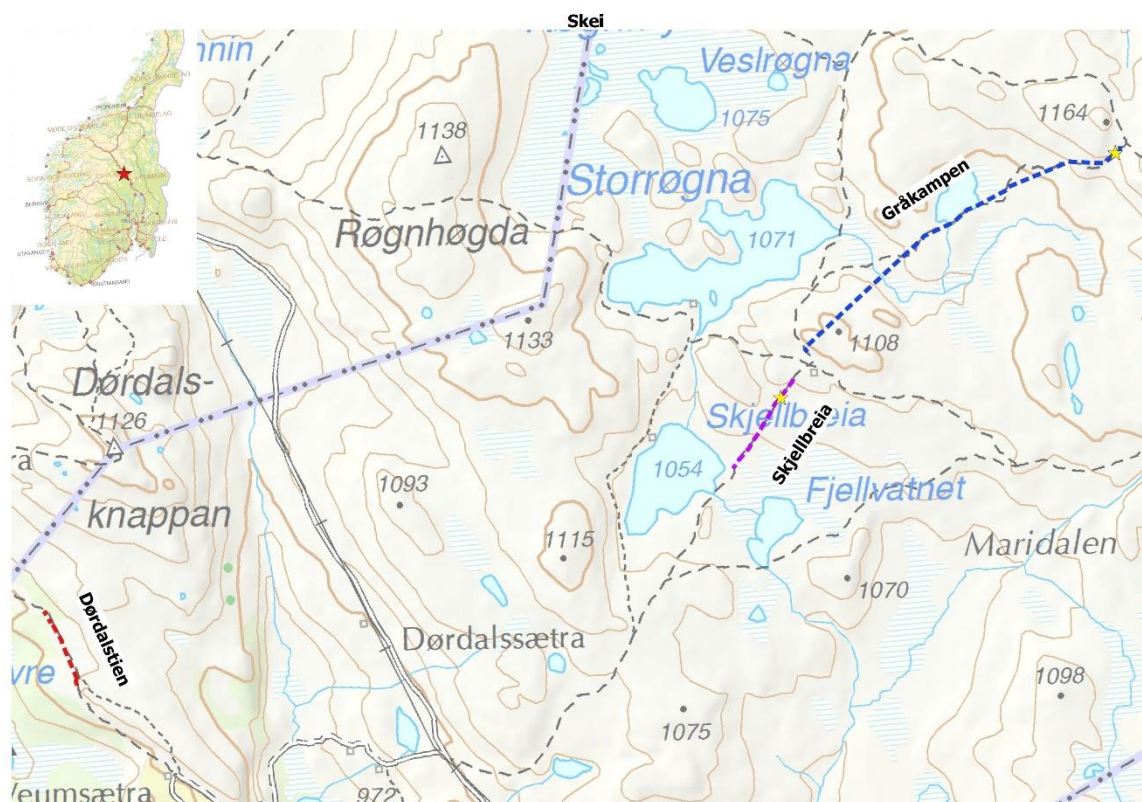 Skei
nnin
Veslrøgna
1075
1164
1138
Storrøgna
Gråkampen
1071
Røgnhøgda
1133
1108
Dørdals-
1126
Skjellbreia
Skjellbreia
1054
1093
Fjellvatnet
knappan
1115
Maridalen
1070
Dørdalstien
Dørdalssætra
vre
1098
1075
972
Veumsætra